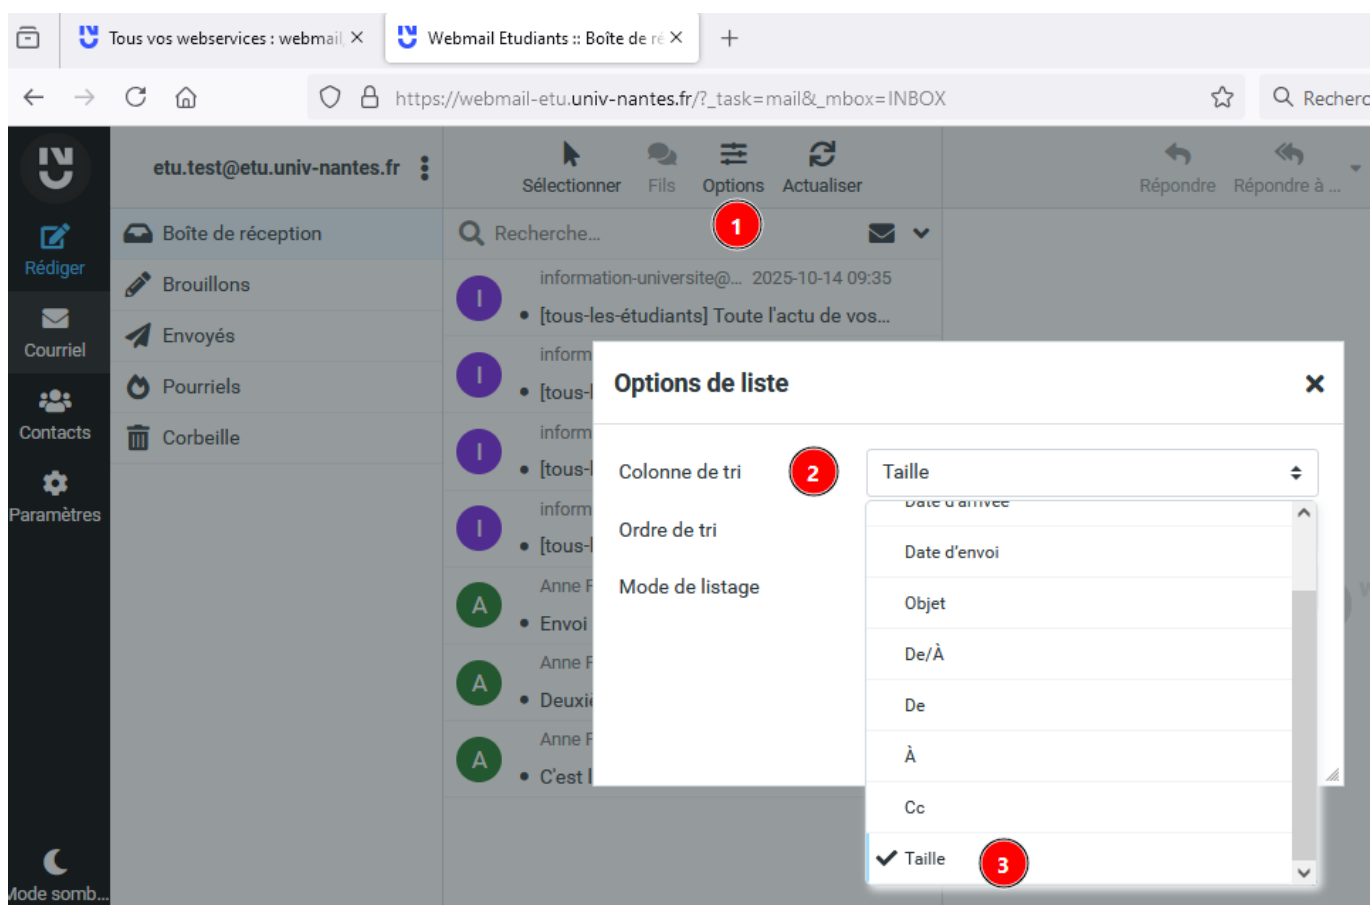 Tous vos webservices : webmail,
Webmail Etudiants :: Boîte de ré
https://webmail-etu.univ-nantes.fr/?_task=mail&_mbox=INBOX
Recherc
etu.test@etu.univ-nantes.fr
Sélectionner
Fils
Options
Actualiser
Répondre
Répondre à ...
1
Rédiger
Courriel
Contacts
Paramètres
Mode somb...
Boîte de réception
Brouillons
Envoyés
Pourriels
Corbeille
Recherche...
I
information-universite@... 2025-10-14 09:35
• [tous-les-étudiants] Toute l'actu de vos...
I
inform
• [tous-l
I
inform
• [tous-l
I
inform
• [tous-l
A
Anne F
• Envoi
A
Anne F
• Deuxiè
A
Anne F
• C'est l
Options de liste
Colonne de tri
2
Taille
Ordre de tri
Mode de listage
Date d'arrivée
Date d'envoi
Objet
De/À
De
À
Cc
Taille
3